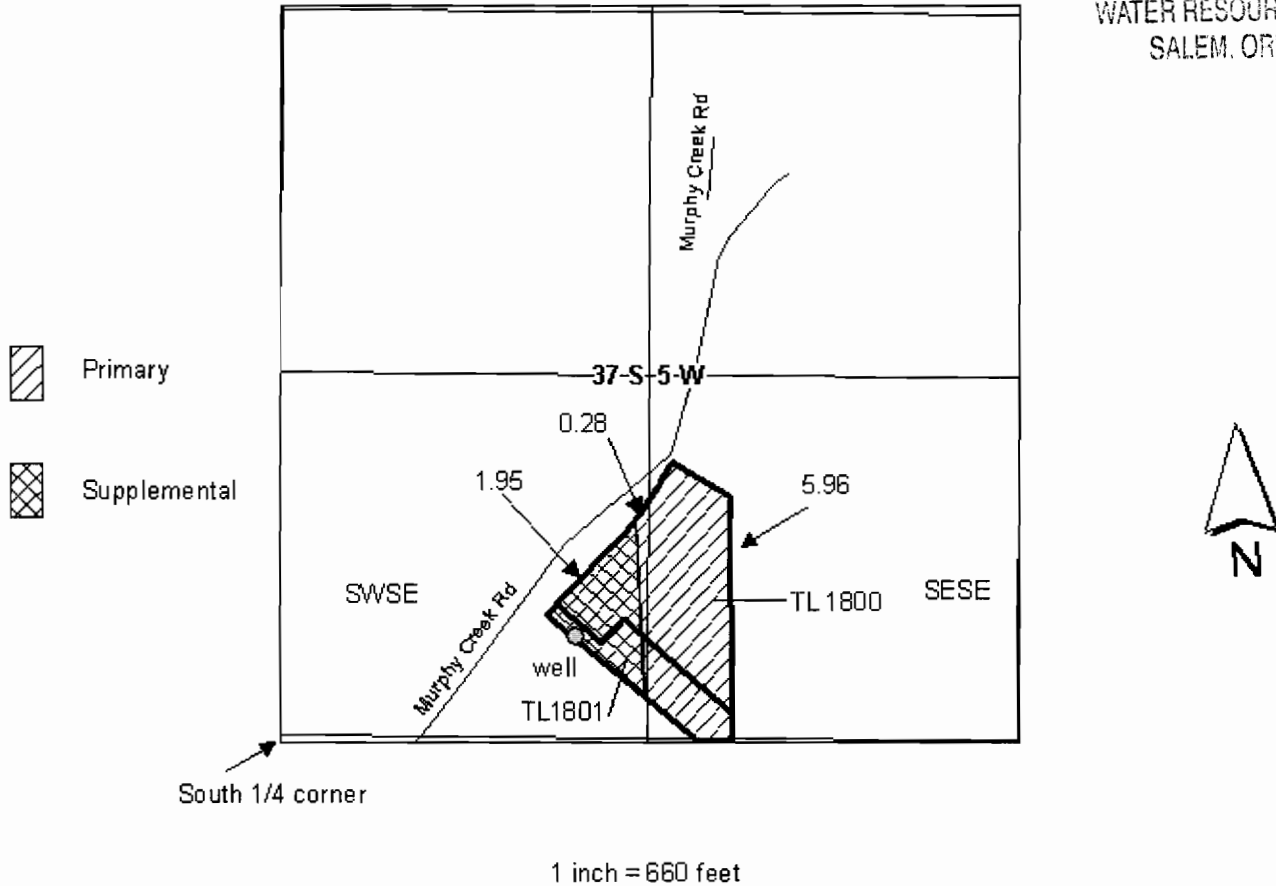 WATER RESOUR
SALEM, OR
Murphy Creek Rd
Primary
37-S-5-W
0.28
Supplemental
1.95
5.96
SWSE
TL 1800
SESE
N
Murphy Creek Rd
well
TL1801
South 1/4 corner
1 inch = 660 feet